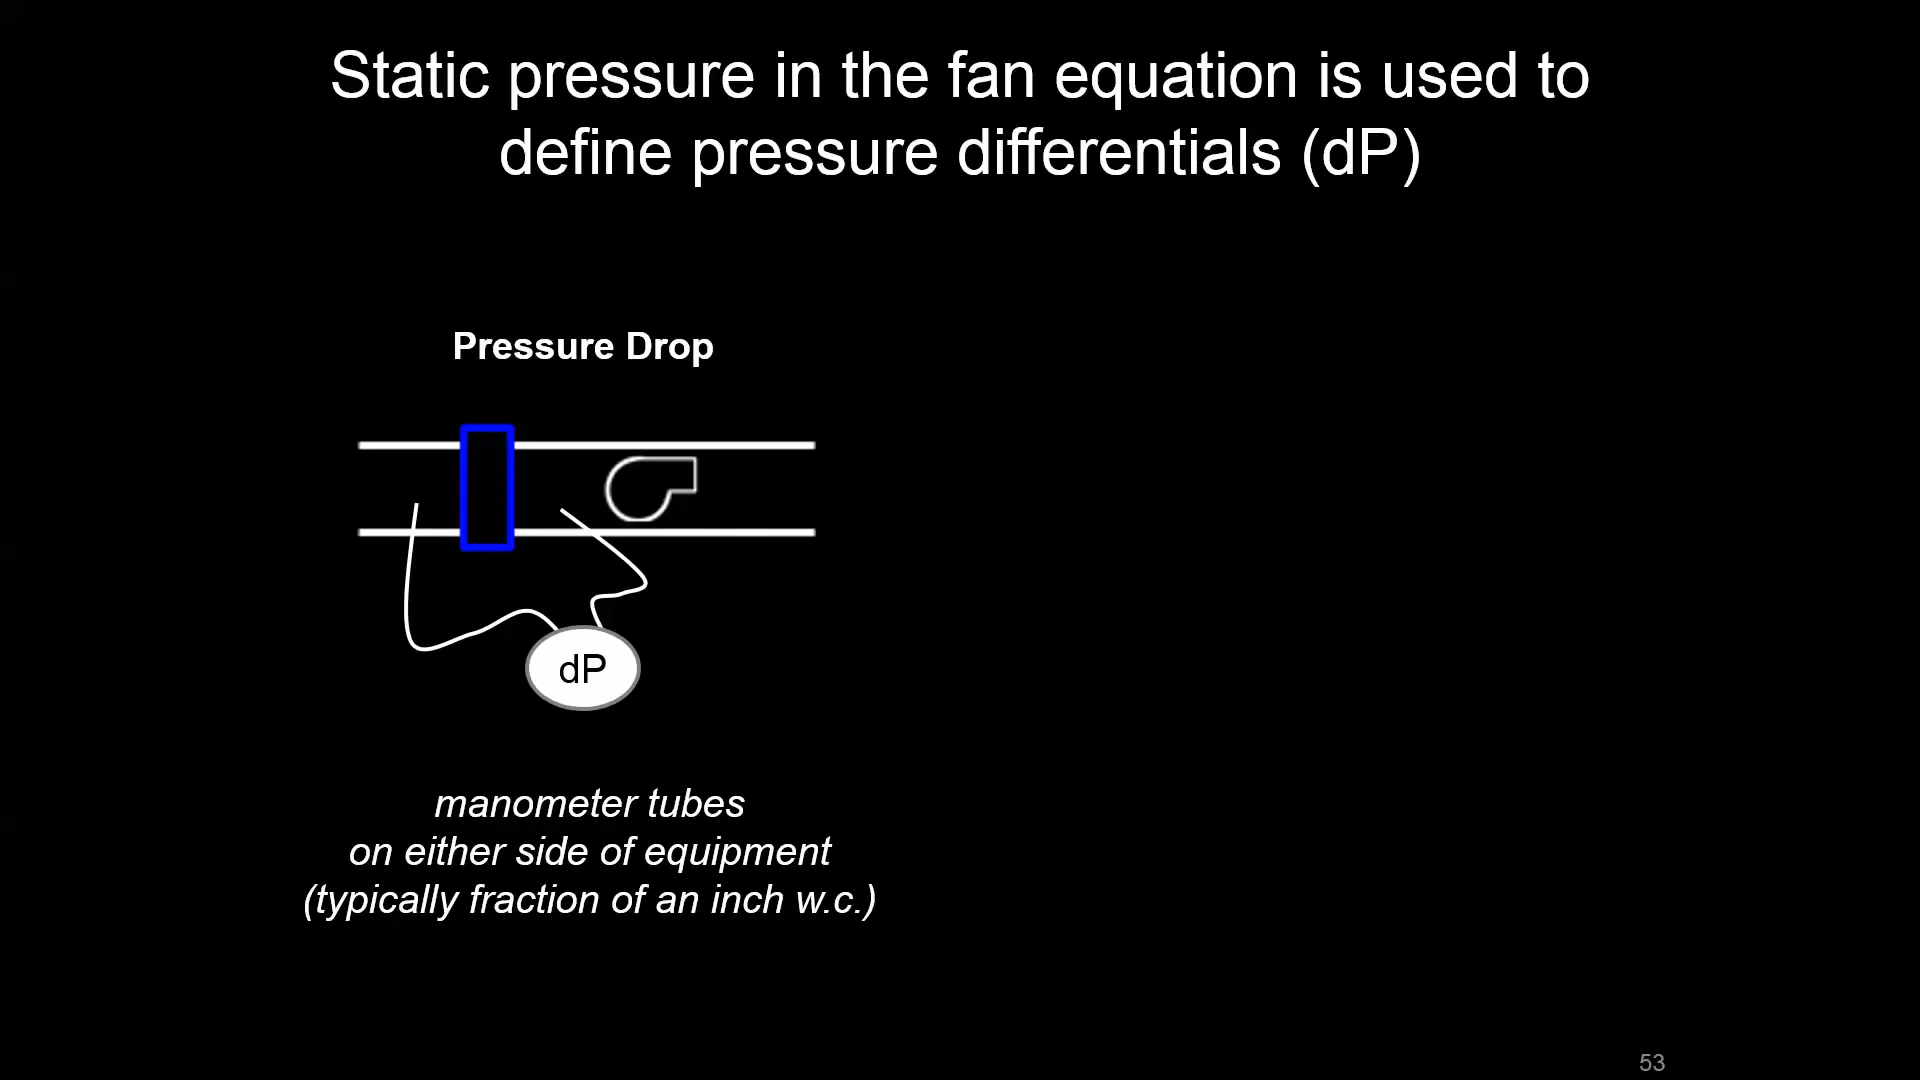 Static pressure in the fan equation is used to
define pressure differentials (dP)
Pressure Drop
dP
manometer tubes
on either side of equipment
(typically fraction of an inch w.c.)
53